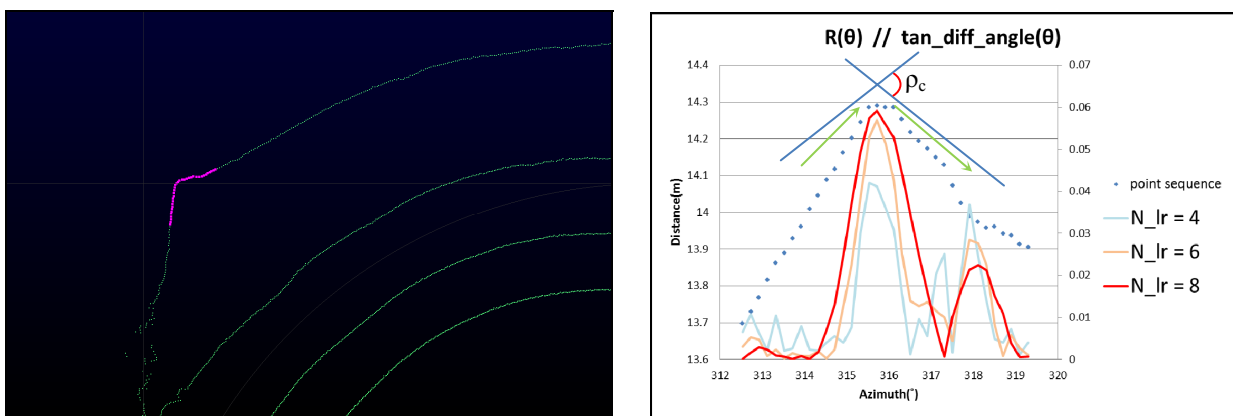 R(θ) // tan_diff_angle(θ)
ρc
14.4
14.3
14.2
14.1
14
13.9
13.8
13.7
13.6
Distance(m)
0.07
0.06
0.05
0.04
0.03
0.02
0.01
0
312 313 314 315 316 317 318 319 320
Azimuth(°)
point sequence
N_lr = 4
N_lr = 6
N_lr = 8